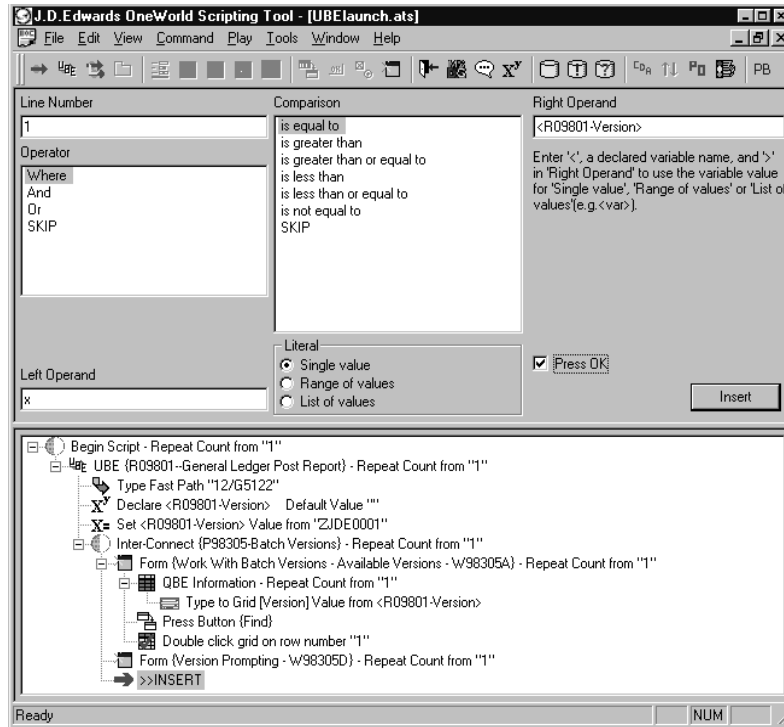 J.D.Edwards OneWorld Scripting Tool - [UBElaunch.ats]
File Edit View Command Play Tools Window Help
UBE
PB
Line Number
1
Operator
Where
And
Or
SKIP
Left Operand
x
Comparison
is equal to
is greater than
is greater than or equal to
is less than
is less than or equal to
is not equal to
SKIP
Literal
Single value
Range of values
List of values
Right Operand
<R09801-Version>
Enter '<', a declared variable name, and '>'
in 'Right Operand' to use the variable value
for 'Single value', 'Range of values' or 'List of
values'(e.g.<var>).
Press OK
Insert
Begin Script - Repeat Count from "1"
UBE UBE {R09801--General Ledger Post Report} - Repeat Count from "1"
Type Fast Path "12/G5122"
Declare <R09801-Version> Default Value ""
X= Set <R09801-Version> Value from "ZJDE0001"
Inter-Connect {P98305-Batch Versions} - Repeat Count from "1"
Form {Work With Batch Versions - Available Versions - W98305A} - Repeat Count from "1"
QBE Information - Repeat Count from "1"
Type to Grid [Version] Value from <R09801-Version>
Press Button {Find}
Double click grid on row number "1"
Form {Version Prompting - W98305D} - Repeat Count from "1"
>>INSERT
Ready
NUM